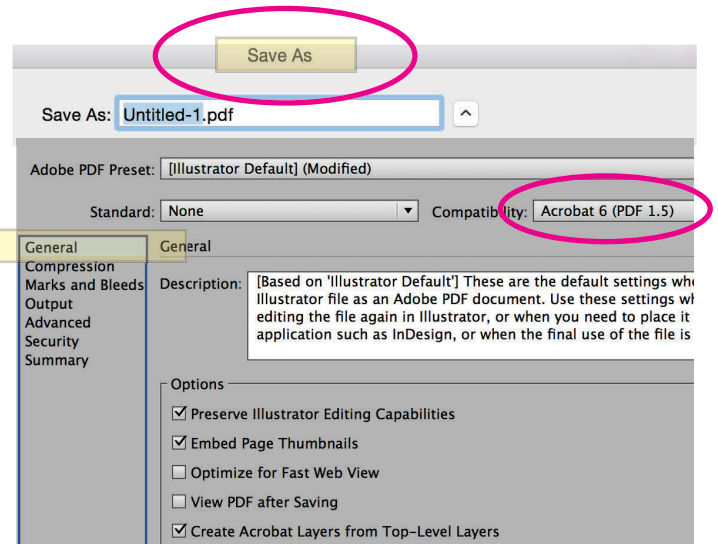 Save As
Save As: Untitled-1.pdf
Adobe PDF Preset: [Illustrator Default] (Modified)
Standard: None Compatibility: Acrobat 6 (PDF 1.5)
General
Compression
Marks and Bleeds
Output
Advanced
Security
Summary
General
Description: [Based on 'Illustrator Default'] These are the default settings
Illustrator file as an Adobe PDF document. Use these settings
editing the file again in Illustrator, or when you need to place it
application such as InDesign, or when the final use of the file is
Options
Preserve Illustrator Editing Capabilities
Embed Page Thumbnails
Optimize for Fast Web View
View PDF after Saving
Create Acrobat Layers from Top-Level Layers